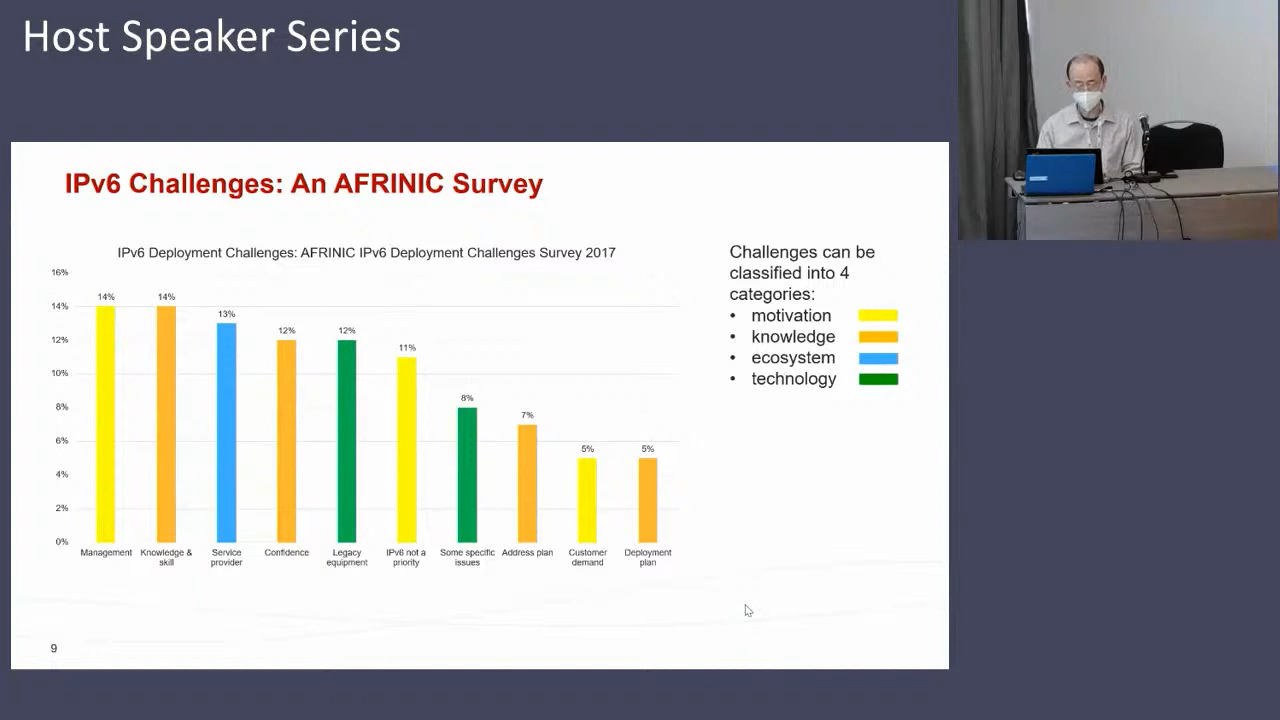 Host Speaker Series
IPv6 Challenges: An AFRINIC Survey
IPv6 Deployment Challenges: AFRINIC IPv6 Deployment Challenges Survey 2017
16%
14%
12%
10%
8%
6%
4%
2%
0%
14%
14%
13%
12%
12%
11%
8%
7%
5%
5%
Management
Knowledge &
skill
Service
provider
Confidence
Legacy
equipment
IPv6 not a
priority
Some specific
issues
Address plan
Customer
demand
Deployment
plan
Challenges can be
classified into 4
categories:
• motivation
• knowledge
• ecosystem
• technology
9